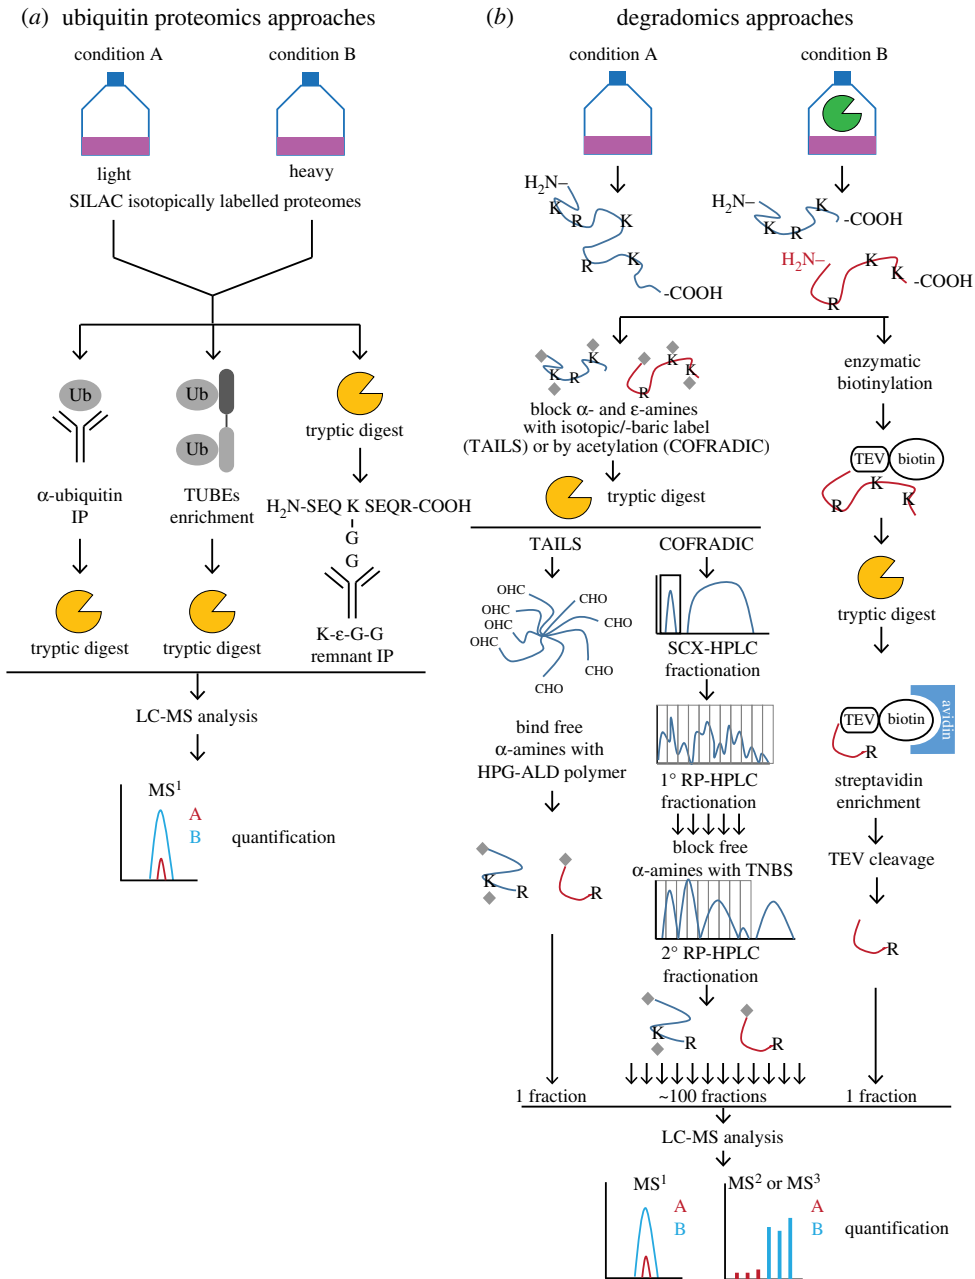 (a) ubiquitin proteomics approaches
condition A
condition B
light
heavy
SILAC isotopically labelled proteomes
Ub
Ub
Ub
tryptic digest
α-ubiquitin
IP
TUBEs
enrichment
H₂N-SEQ K SEQR-COOH
G
G
K-ε-G-G
remnant IP
tryptic digest
tryptic digest
LC-MS analysis
MS¹
A
B
quantification
(b) degradomics approaches
condition A
condition B
H₂N–
K
R
K
R
K
-COOH
H₂N–
K
R
K
-COOH
H₂N–
R
K
K
-COOH
K
R
K
R
K
K
block α- and ε-amines
with isotopic/-baric label
(TAILS) or by acetylation (COFRADIC)
tryptic digest
enzymatic
biotinylation
TEV
biotin
R
K
K
tryptic digest
TAILS
OHC
OHC
OHC
OHC
CHO
CHO
CHO
CHO
CHO
bind free
α-amines with
HPG-ALD polymer
K
R
R
1 fraction
COFRADIC
SCX-HPLC
fractionation
1° RP-HPLC
fractionation
block free
α-amines with TNBS
2° RP-HPLC
fractionation
K
R
R
~100 fractions
TEV
biotin
avidin
R
streptavidin
enrichment
TEV cleavage
R
1 fraction
LC-MS analysis
MS¹
A
B
MS² or MS³
A
B
quantification